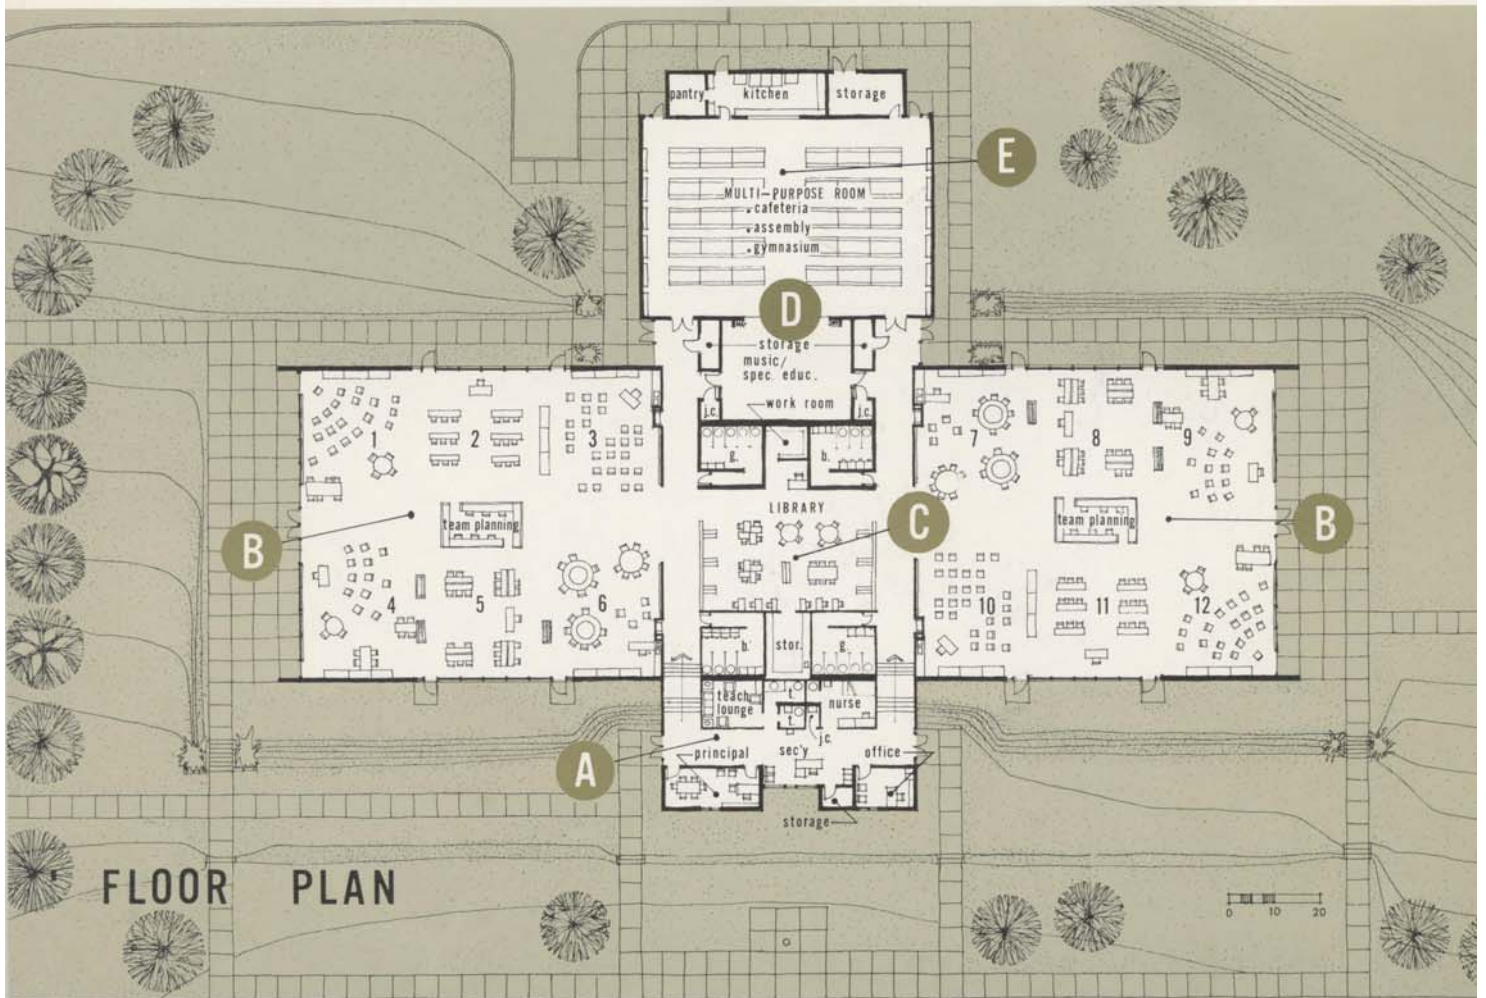 pantry
kitchen
storage
E
MULTI-PURPOSE ROOM
•cafeteria
•assembly
•gymnasium
D
storage
music/
spec. educ.
work room
j.c.
j.c.
1
2
3
g.
b.
7
8
9
LIBRARY
B
team planning
C
team planning
B
4
5
6
10
11
12
b.
stor.
g.
teach
lounge
t.
nurse
t.
j.c.
A
principal
sec'y
office
storage
FLOOR PLAN
0 10 20